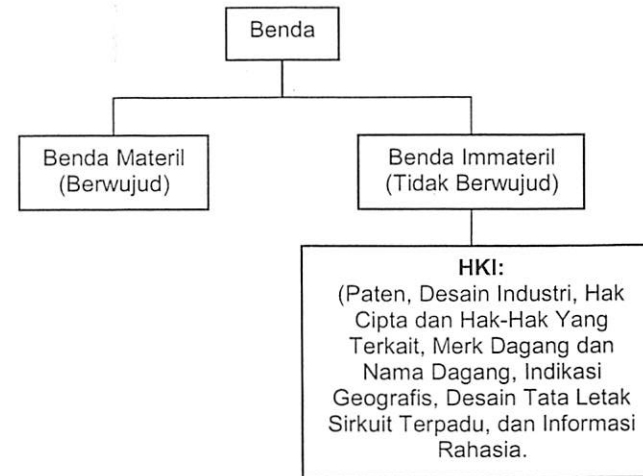 Benda
Benda Materil
(Berwujud)
Benda Immateril
(Tidak Berwujud)
HKI:
(Paten, Desain Industri, Hak
Cipta dan Hak-Hak Yang
Terkait, Merk Dagang dan
Nama Dagang, Indikasi
Geografis, Desain Tata Letak
Sirkuit Terpadu, dan Informasi
Rahasia.